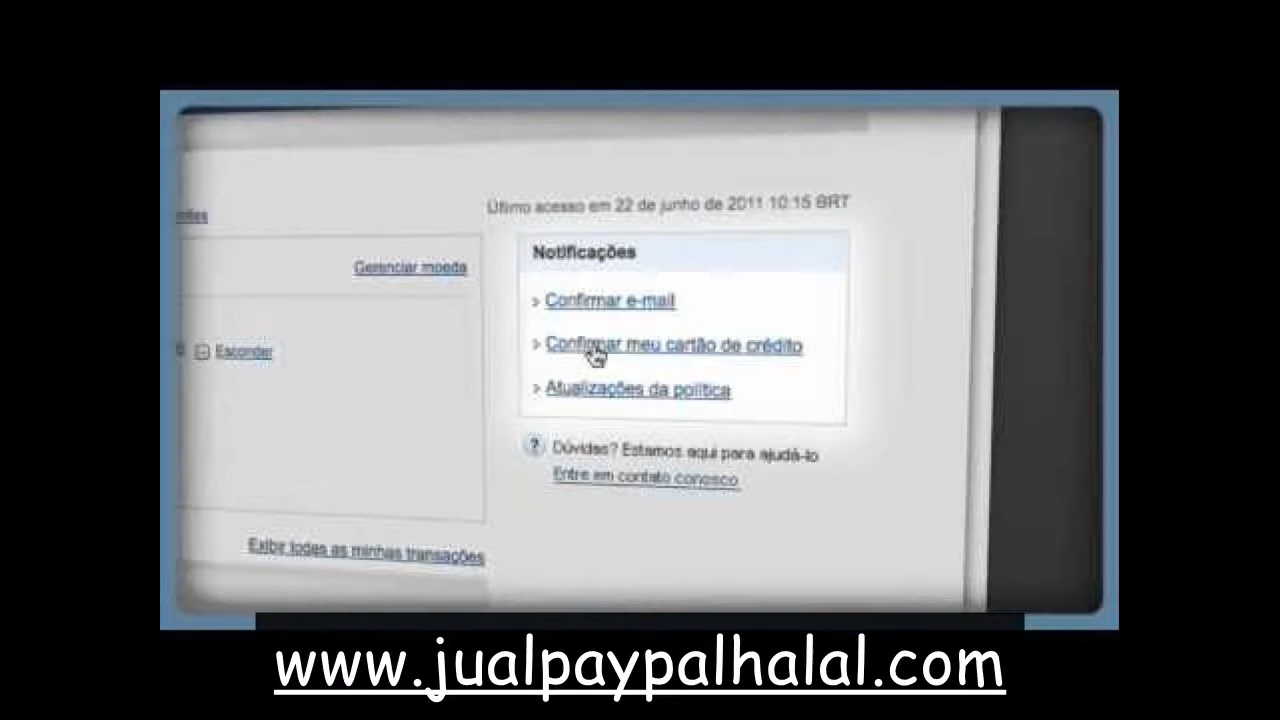 Último acesso em 22 de junho de 2011 10:15 BRT
Notificações
Gerenciar moeda
> Confirmar e-mail
> Confirmar meu cartão de crédito
Esconder
> Atualizações da política
? Dúvidas? Estamos aqui para ajudá-lo
Entre em contato conosco
Exibir todas as minhas transações
www.jualpaypalhalal.com